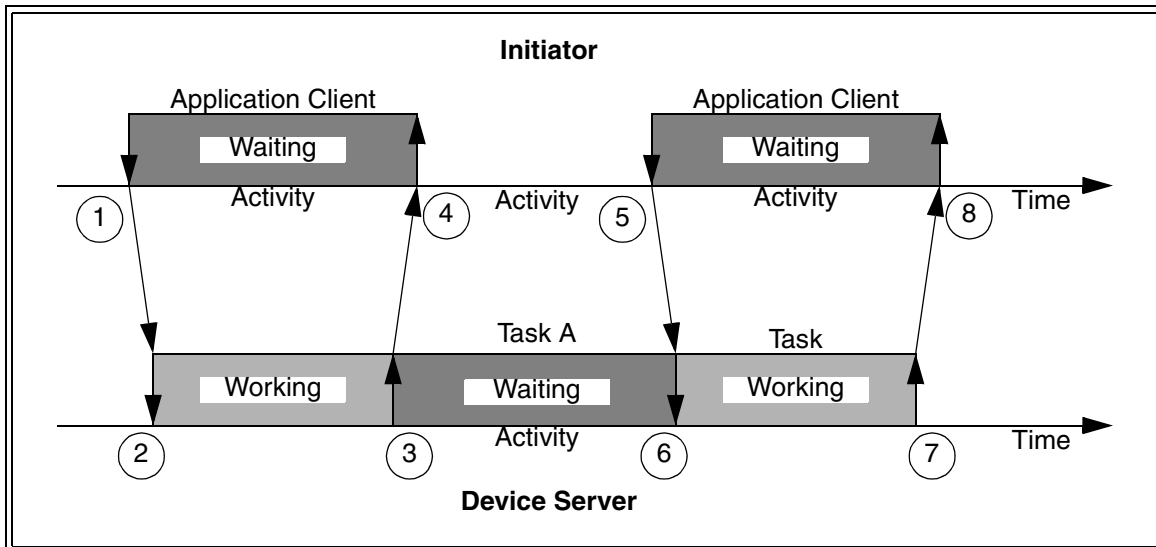 Initiator
Application Client
Application Client
Waiting
Waiting
Activity
Activity
Activity
Time
1
4
5
8
Task A
Task
Working
Waiting
Working
Activity
Time
2
3
6
7
Device Server